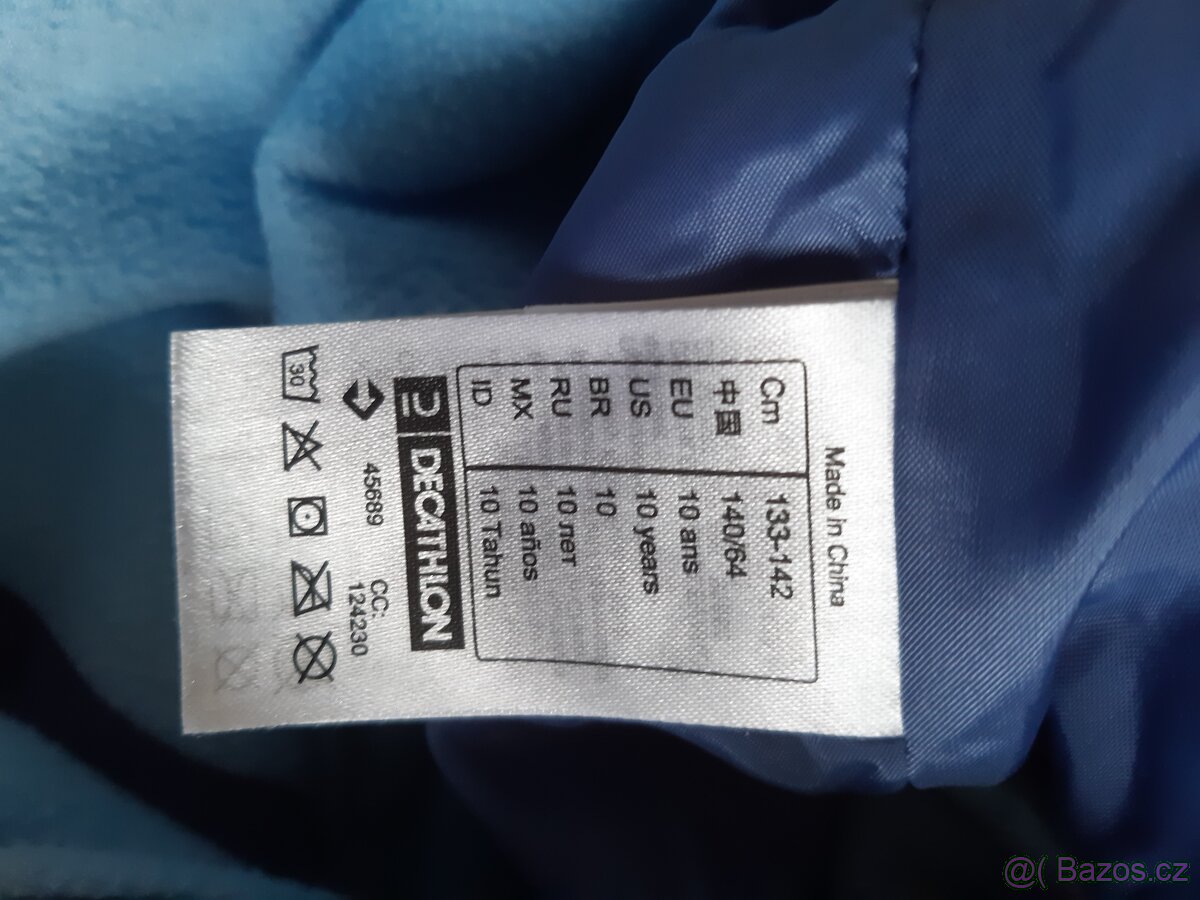 Made in China
Cm 133-142
中国 140/64
EU 10 ans
US 10 years
BR 10
RU 10 лет
MX 10 años
ID 10 Tahun
DECATHLON
CC:
45689 124230
30
@( Bazos.cz